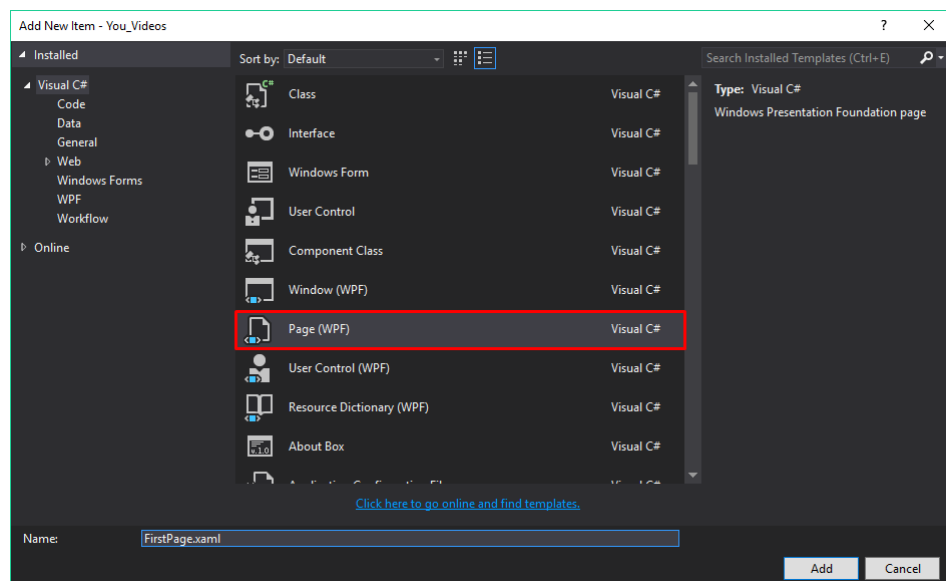 Add New Item - You_Videos
?
Installed
Sort by: Default
Search Installed Templates (Ctrl+E)
Visual C#
Code
Data
General
Web
Windows Forms
WPF
Workflow
Online
C#
Class Visual C#
Interface Visual C#
Windows Form Visual C#
User Control Visual C#
Component Class Visual C#
Window (WPF) Visual C#
Page (WPF) Visual C#
User Control (WPF) Visual C#
Resource Dictionary (WPF) Visual C#
v.1.0
About Box Visual C#
Type: Visual C#
Windows Presentation Foundation page
Click here to go online and find templates.
Name: FirstPage.xaml
Add Cancel